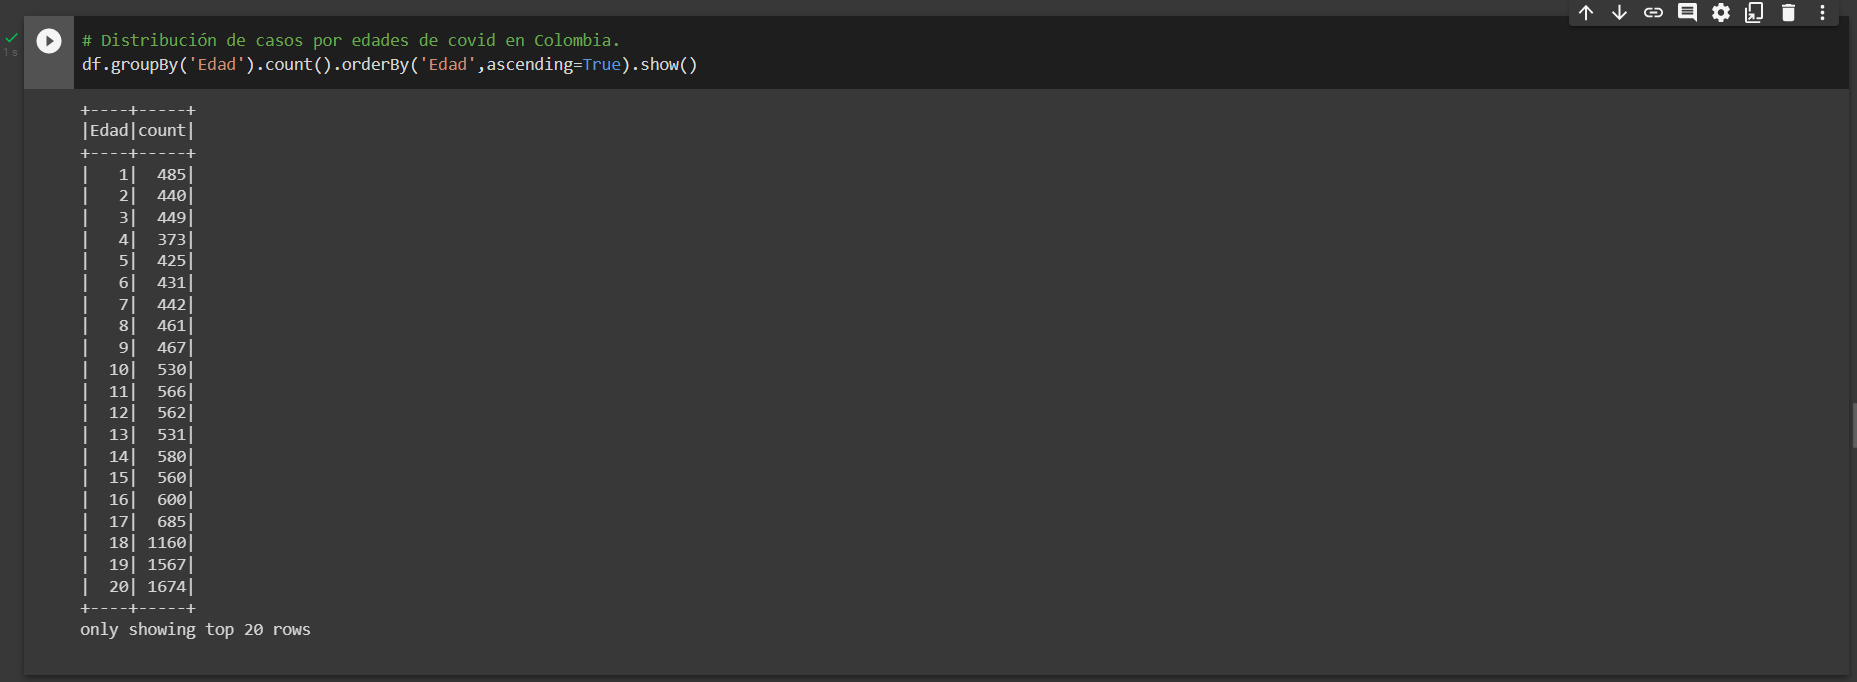 # Distribución de casos por edades de covid en Colombia.
1 s
df.groupBy('Edad').count().orderBy('Edad',ascending=True).show()
+----+-----+
|Edad|count|
+----+-----+
|   1|  485|
|   2|  440|
|   3|  449|
|   4|  373|
|   5|  425|
|   6|  431|
|   7|  442|
|   8|  461|
|   9|  467|
|  10|  530|
|  11|  566|
|  12|  562|
|  13|  531|
|  14|  580|
|  15|  560|
|  16|  600|
|  17|  685|
|  18| 1160|
|  19| 1567|
|  20| 1674|
+----+-----+
only showing top 20 rows